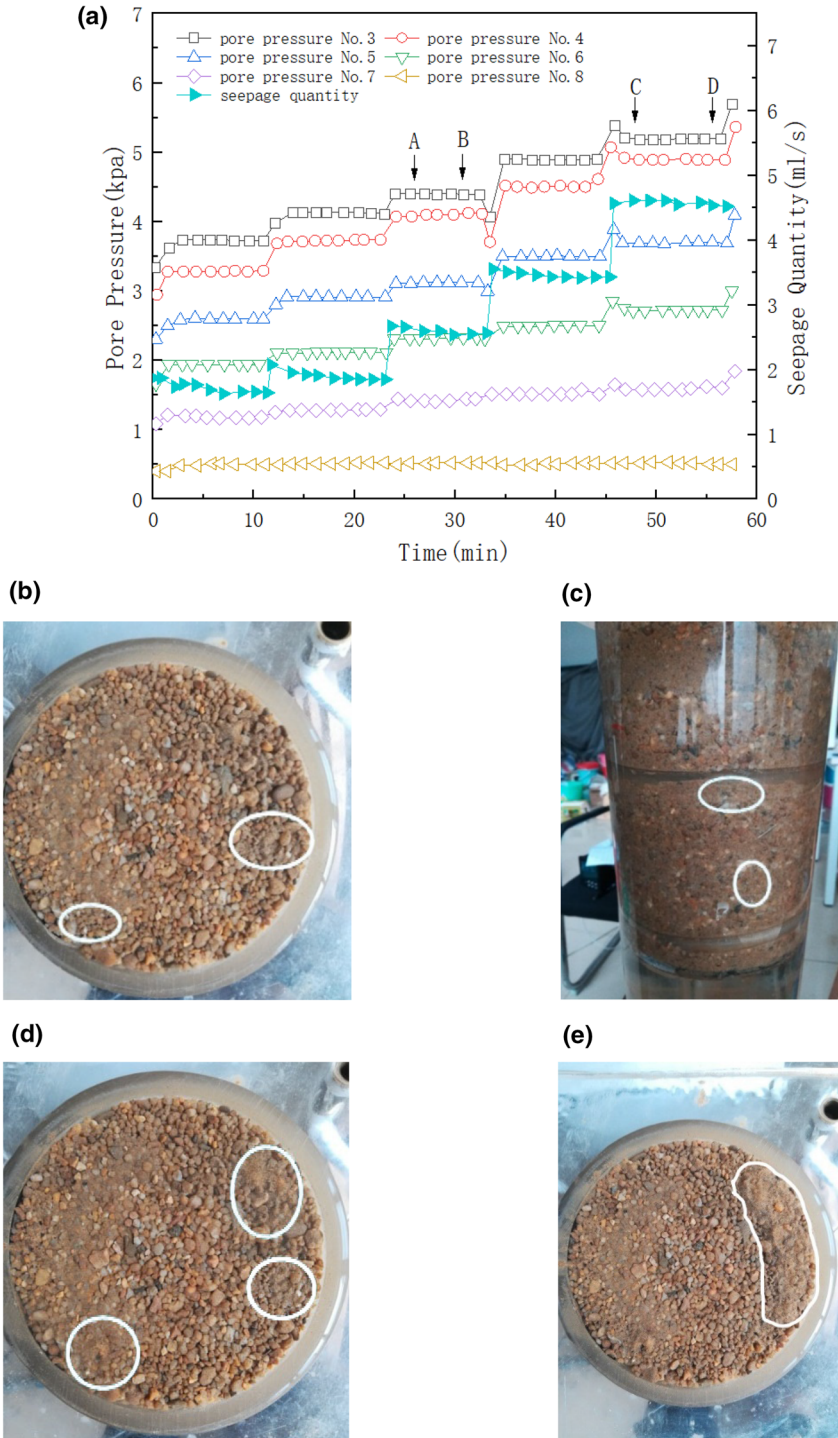 (a)
7
6
5
4
3
2
1
0
Pore Pressure(kpa)
pore pressure No.3 pore pressure No.4
pore pressure No.5 pore pressure No.6
pore pressure No.7 pore pressure No.8
seepage quantity
A B C D
7
6
5
4
3
2
1
0
Seepage Quantity(ml/s)
0 10 20 30 40 50 60
Time(min)
(b) (c)
(d) (e)